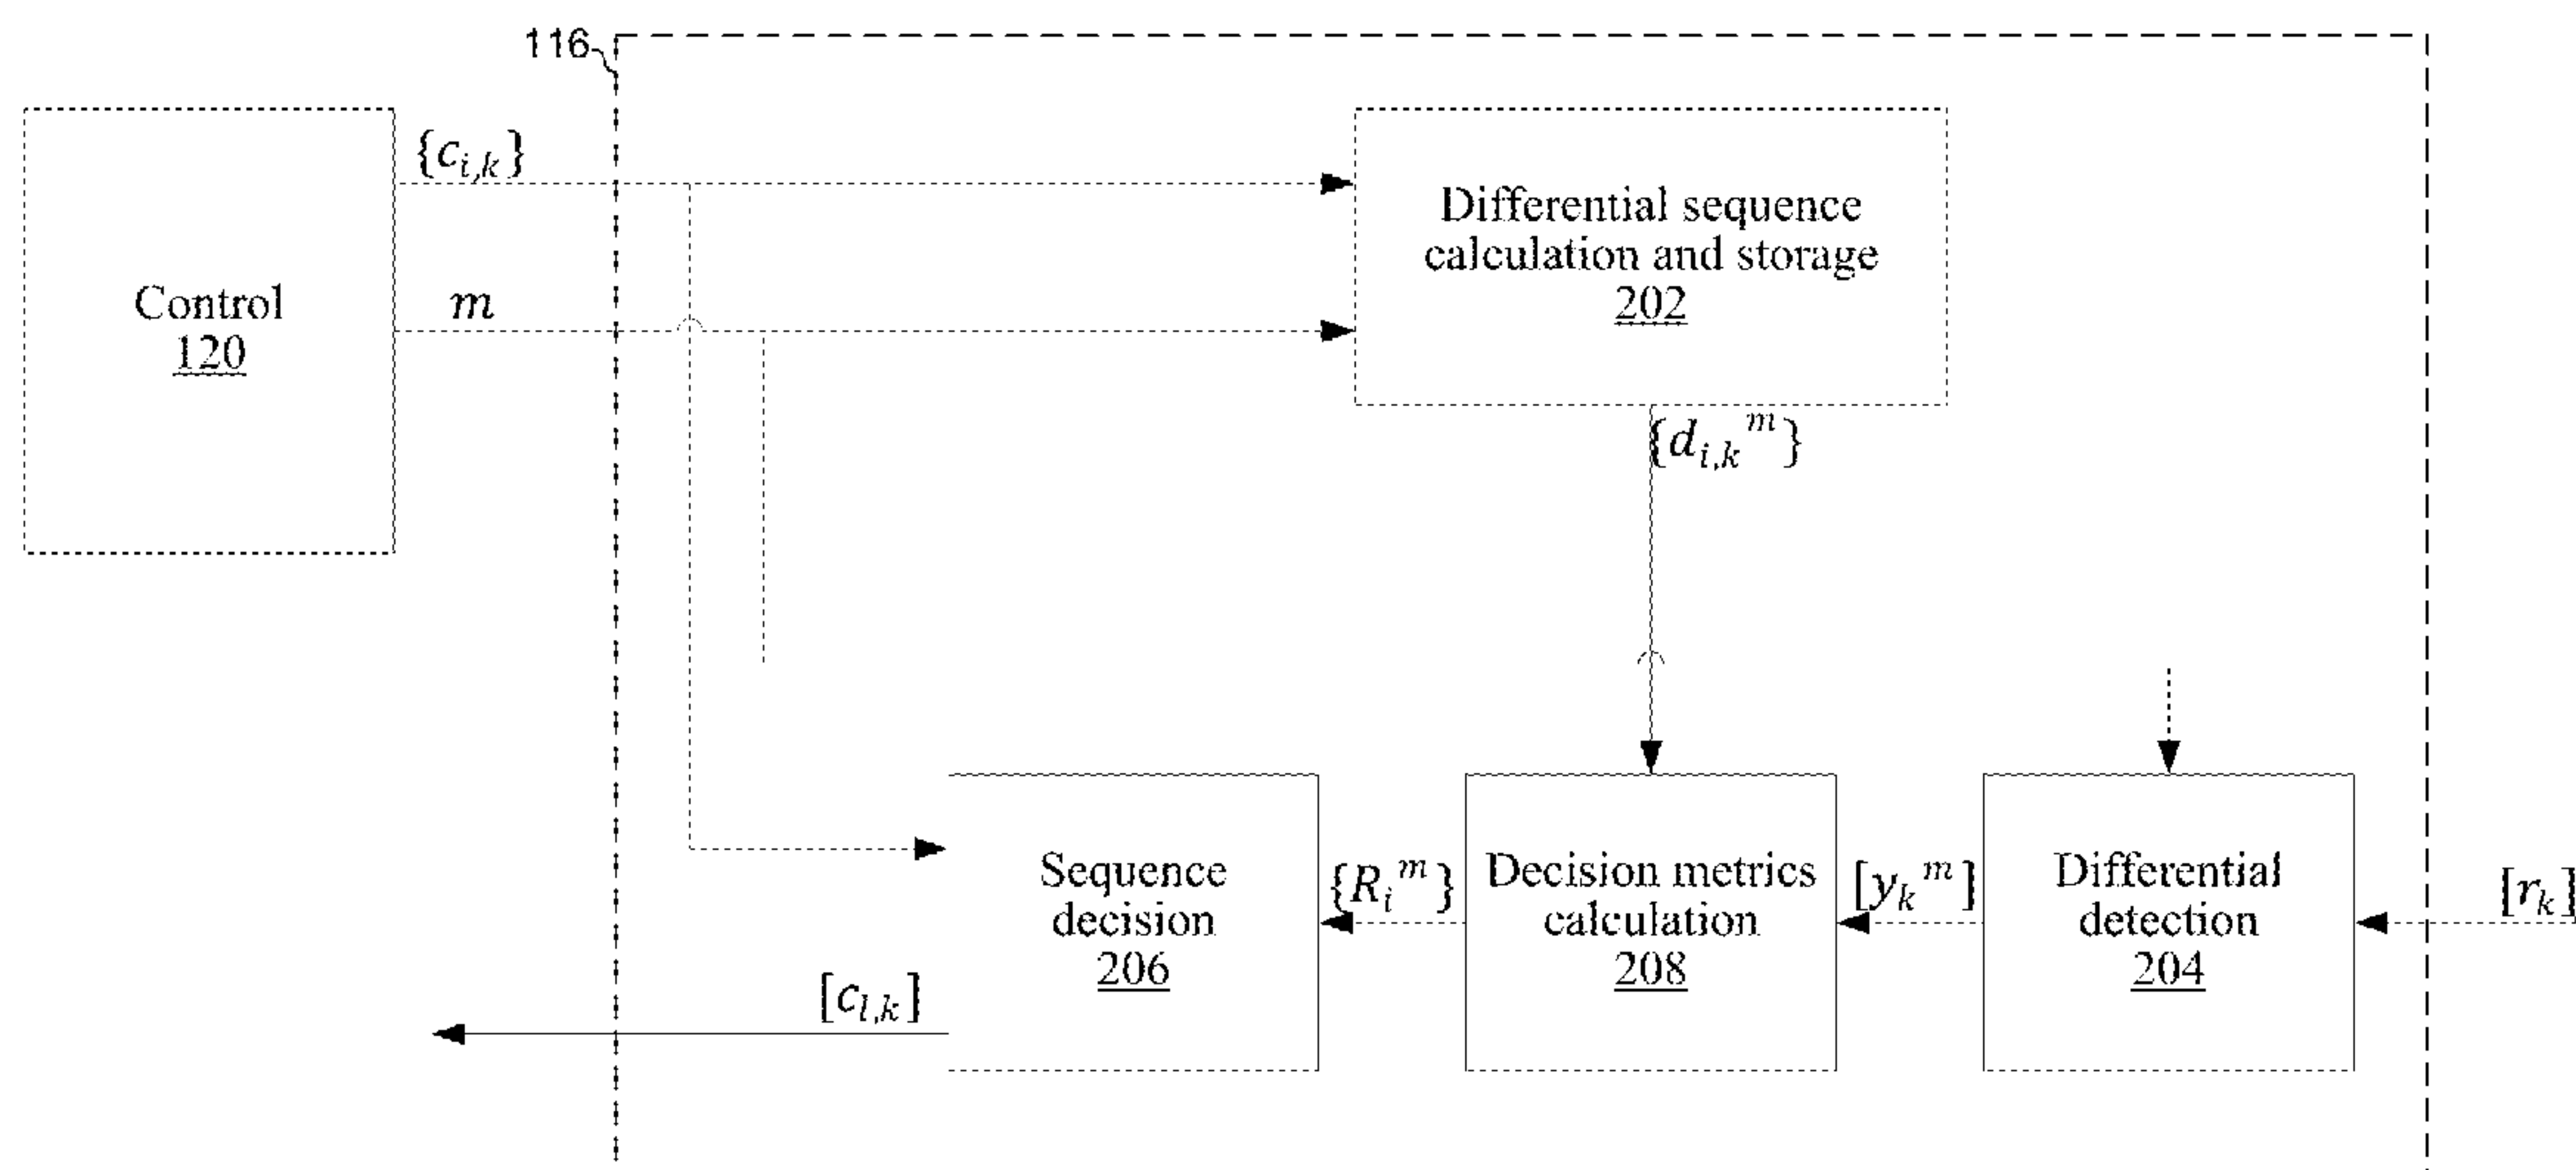 116
{c_{i,k}}
m
Control
120
Differential sequence
calculation and storage
202
{d_{i,k}^m}
Sequence
decision
206
{R_i^m}
Decision metrics
calculation
208
[y_k^m]
Differential
detection
204
[r_k]
[c_{l,k}]